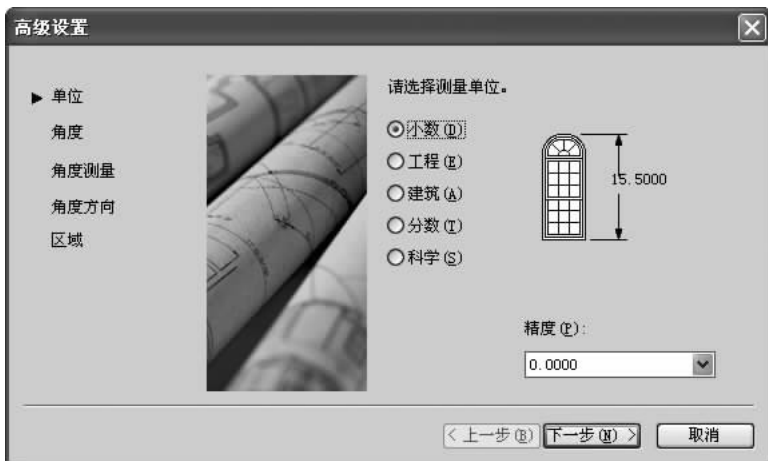 高级设置
单位
角度
角度测量
角度方向
区域
请选择测量单位。
小数(D)
工程(E)
建筑(A)
分数(T)
科学(S)
15.5000
精度(P):
0.0000
< 上一步(B)
下一步(N) >
取消